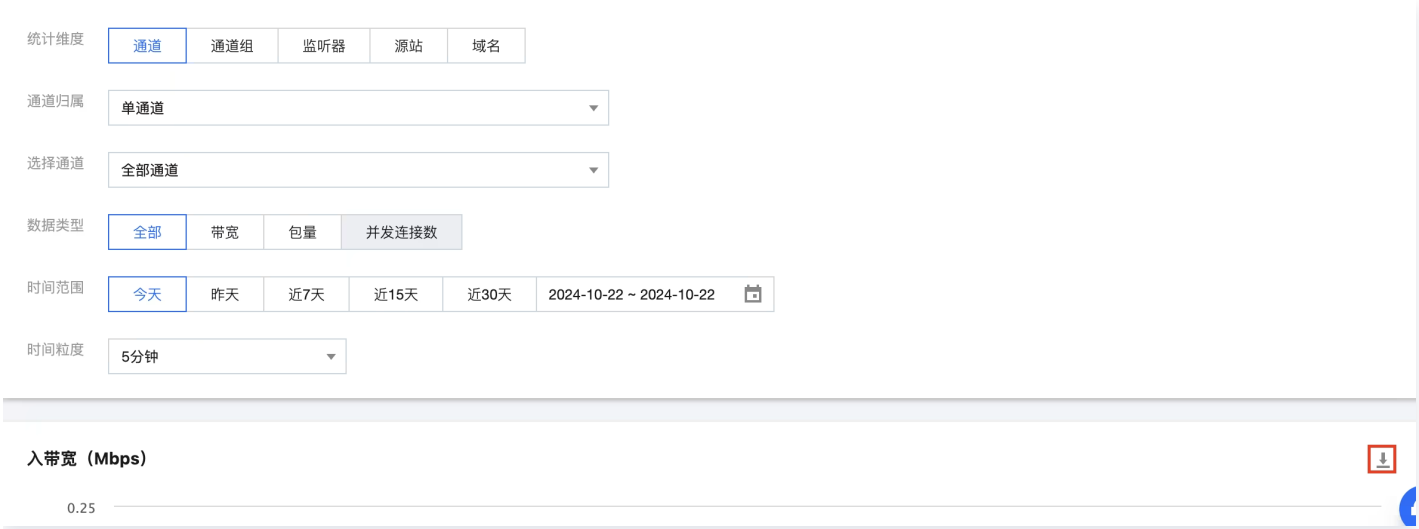 统计维度 通道 通道组 监听器 源站 域名
通道归属 单通道
选择通道 全部通道
数据类型 全部 带宽 包量 并发连接数
时间范围 今天 昨天 近7天 近15天 近30天 2024-10-22 ~ 2024-10-22
时间粒度 5分钟
入带宽（Mbps）
0.25